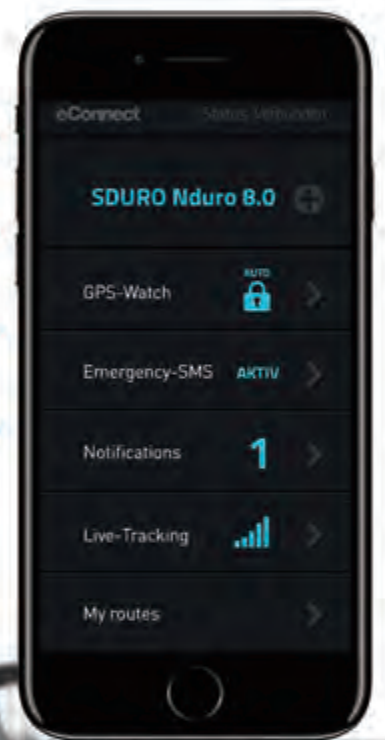 eConnect Status: Verbunden
SDURO Nduro 8.0
AUTO
GPS-Watch
Emergency-SMS AKTIV
Notifications 1
Live-Tracking
My routes